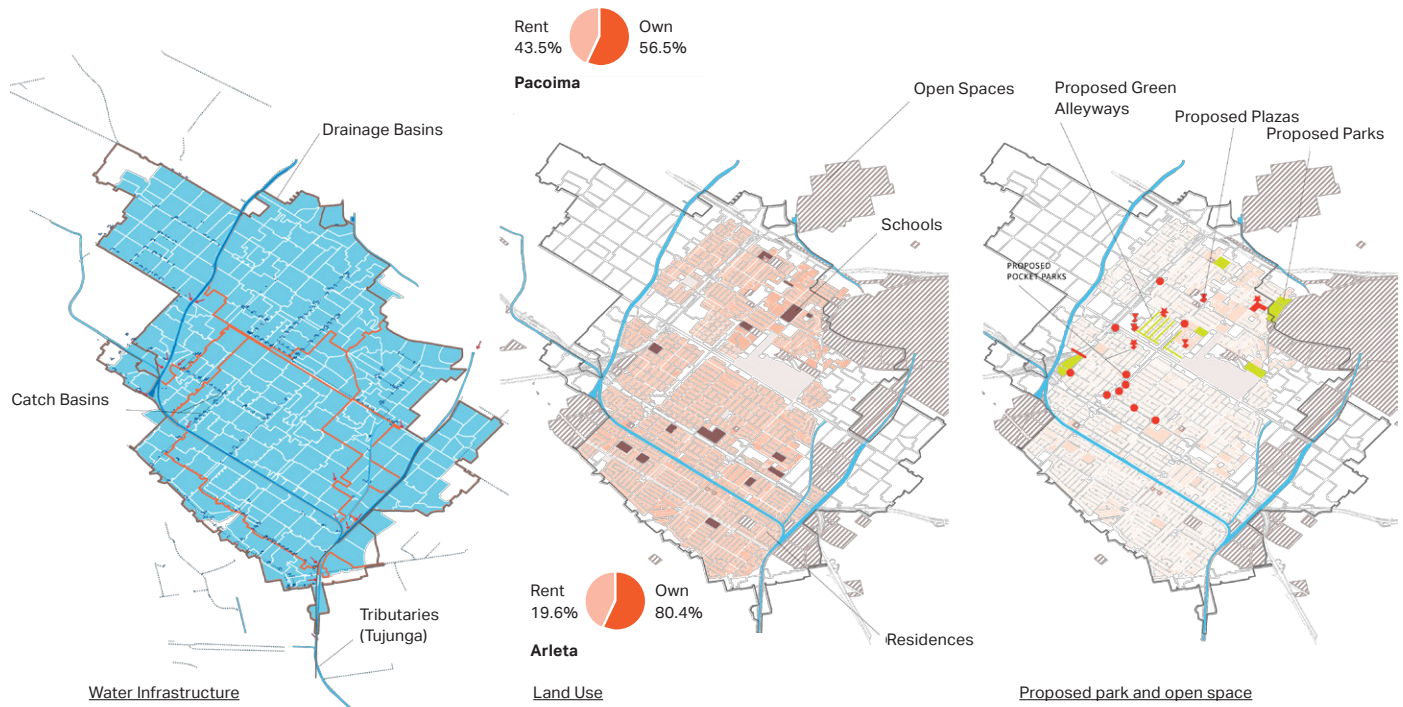 Rent
43.5%
Own
56.5%
Pacoima
Open Spaces
Proposed Green
Alleyways
Proposed Plazas
Proposed Parks
Drainage Basins
Schools
PROPOSED
POCKET PARKS
Catch Basins
Rent
19.6%
Own
80.4%
Arleta
Tributaries
(Tujunga)
Residences
Water Infrastructure
Land Use
Proposed park and open space